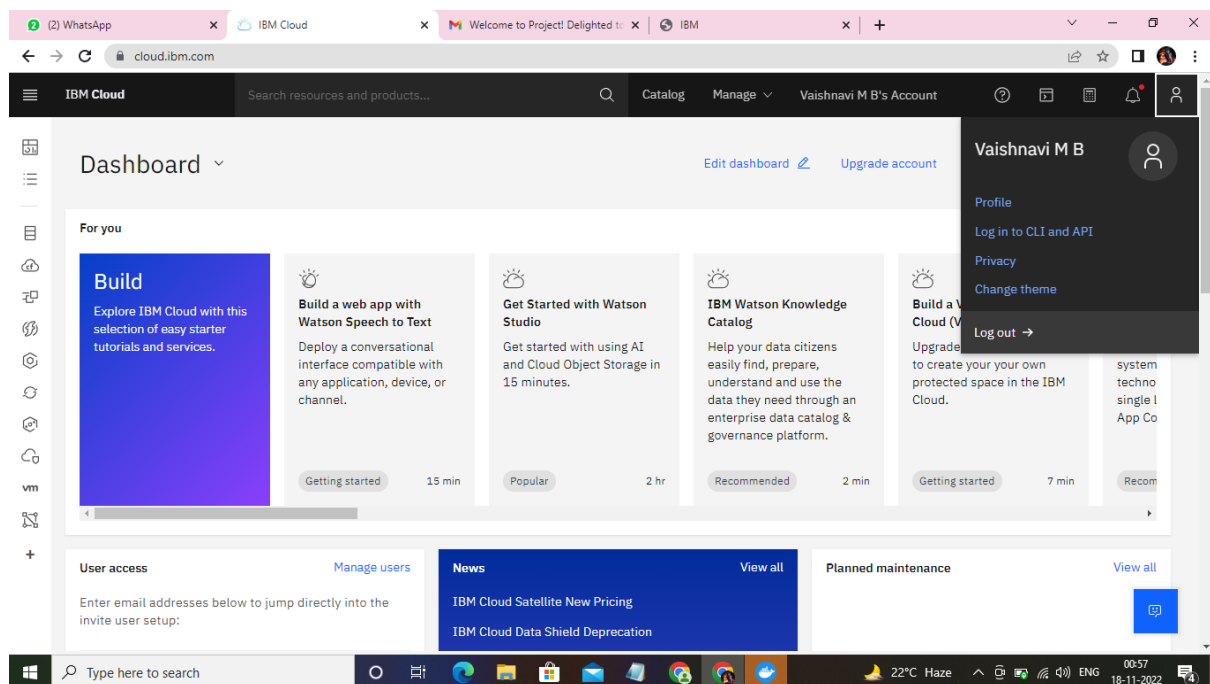 (2) WhatsApp
IBM Cloud
Welcome to Project! Delighted to
IBM
cloud.ibm.com
IBM Cloud
Search resources and products...
Catalog
Manage
Vaishnavi M B's Account
Dashboard
Edit dashboard
Upgrade account
Vaishnavi M B
Profile
Log in to CLI and API
Privacy
Change theme
Log out →
For you
Build
Explore IBM Cloud with this
selection of easy starter
tutorials and services.
Build a web app with
Watson Speech to Text
Deploy a conversational
interface compatible with
any application, device, or
channel.
Getting started
15 min
Get Started with Watson
Studio
Get started with using AI
and Cloud Object Storage in
15 minutes.
Popular
2 hr
IBM Watson Knowledge
Catalog
Help your data citizens
easily find, prepare,
understand and use the
data they need through an
enterprise data catalog &
governance platform.
Recommended
2 min
Build a V
Cloud (V
Upgrade
to create your your own
protected space in the IBM
Cloud.
Getting started
7 min
system
techno
single l
App Co
Recom
vm
User access
Manage users
Enter email addresses below to jump directly into the
invite user setup:
News
View all
IBM Cloud Satellite New Pricing
IBM Cloud Data Shield Deprecation
Planned maintenance
View all
Type here to search
22°C Haze
ENG
00:57
18-11-2022
4